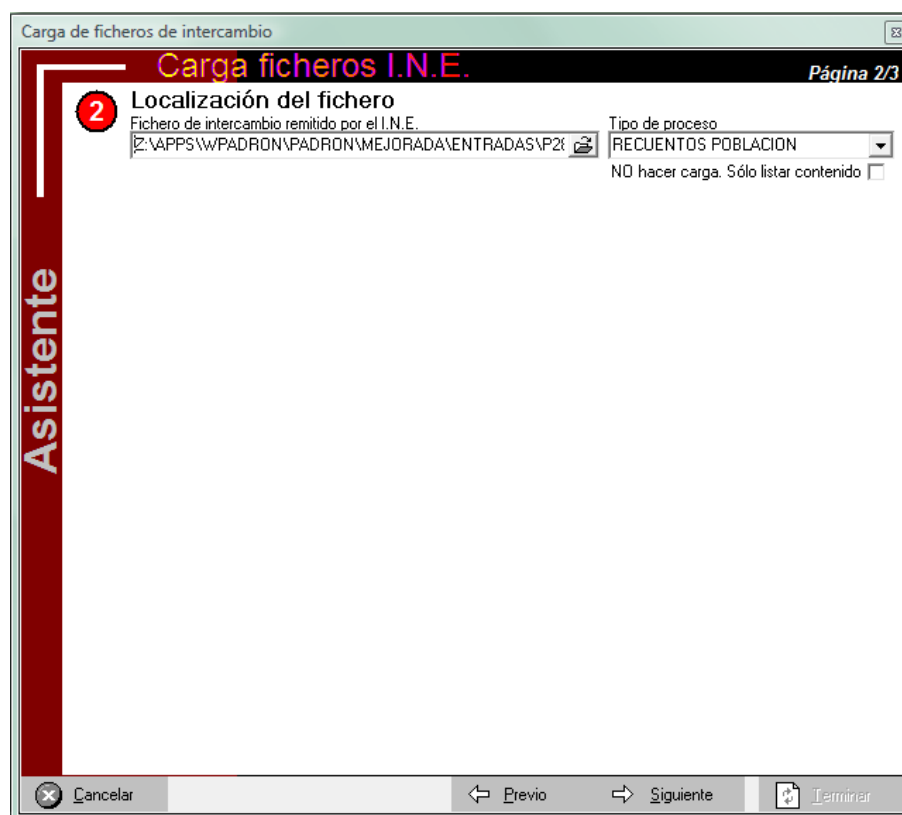 Carga de ficheros de intercambio
Carga ficheros I.N.E.
Página 2/3
2 Localización del fichero
Fichero de intercambio remitido por el I.N.E.
Tipo de proceso
Z:\APPS\WPADRON\PADRON\MEJORADA\ENTRADAS\P2
RECUENTOS POBLACION
NO hacer carga. Sólo listar contenido
Asistente
Cancelar
Previo
Siguiente
Terminar